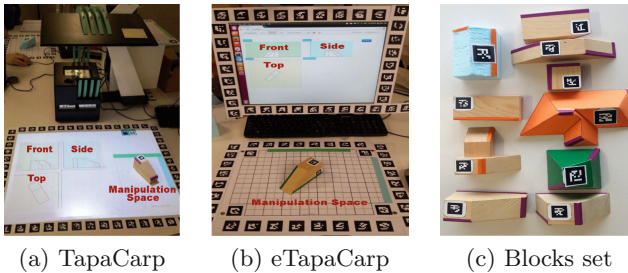 Front Side
Top
Manipulation
Space
Front Side
Top
Manipulation Space
(a) TapaCarp (b) eTapaCarp (c) Blocks set